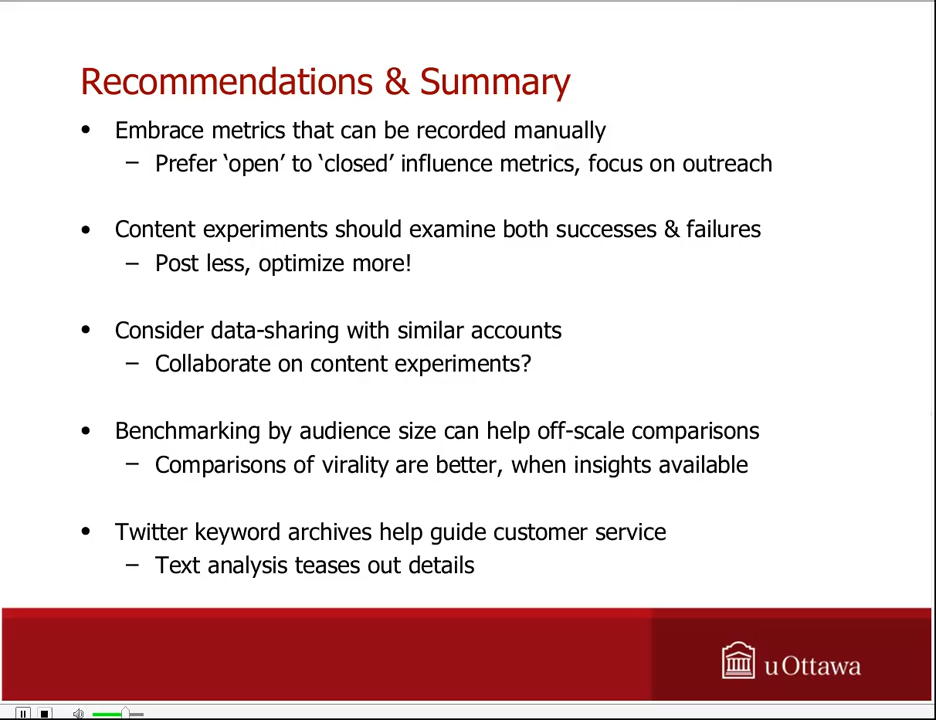 Recommendations & Summary
• Embrace metrics that can be recorded manually
– Prefer ‘open’ to ‘closed’ influence metrics, focus on outreach
• Content experiments should examine both successes & failures
– Post less, optimize more!
• Consider data-sharing with similar accounts
– Collaborate on content experiments?
• Benchmarking by audience size can help off-scale comparisons
– Comparisons of virality are better, when insights available
• Twitter keyword archives help guide customer service
– Text analysis teases out details
uOttawa